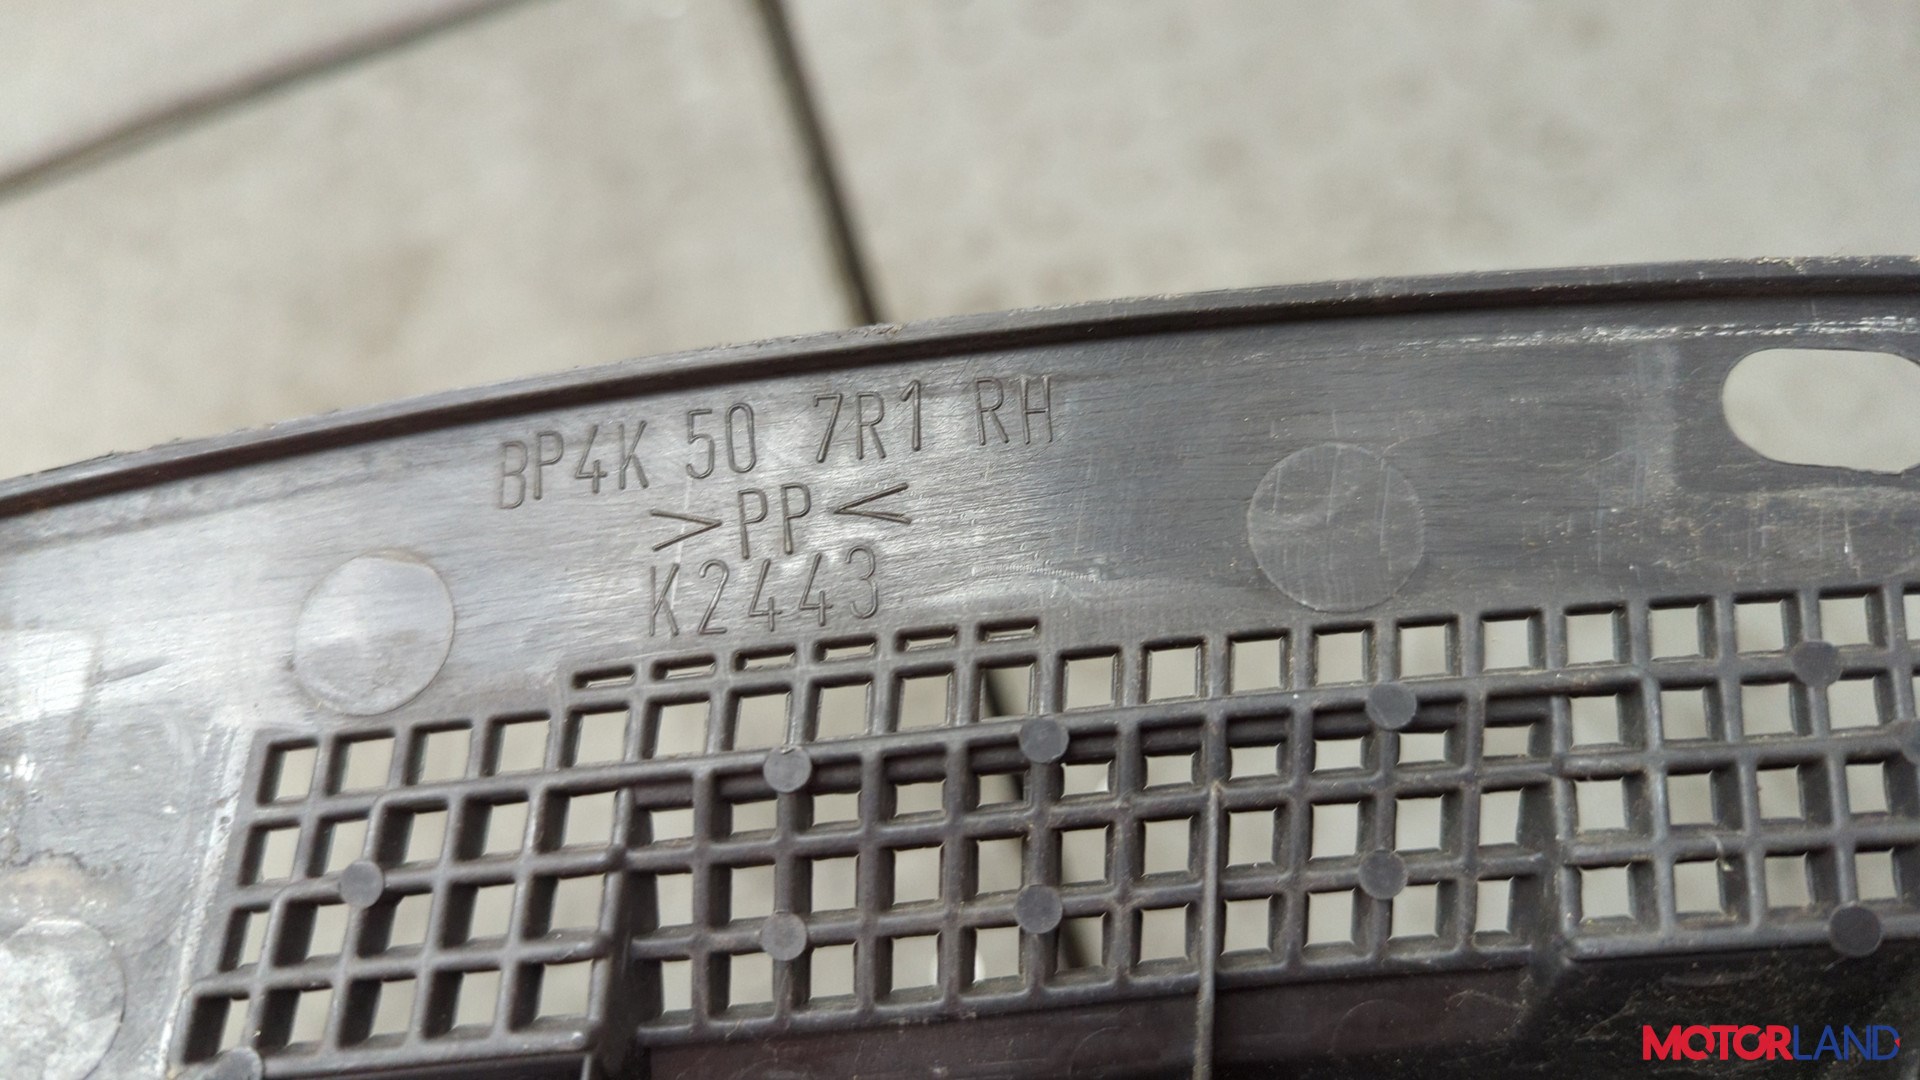 BP4K 50 7R1 RH
>PP<
K2443
MOTORLAND